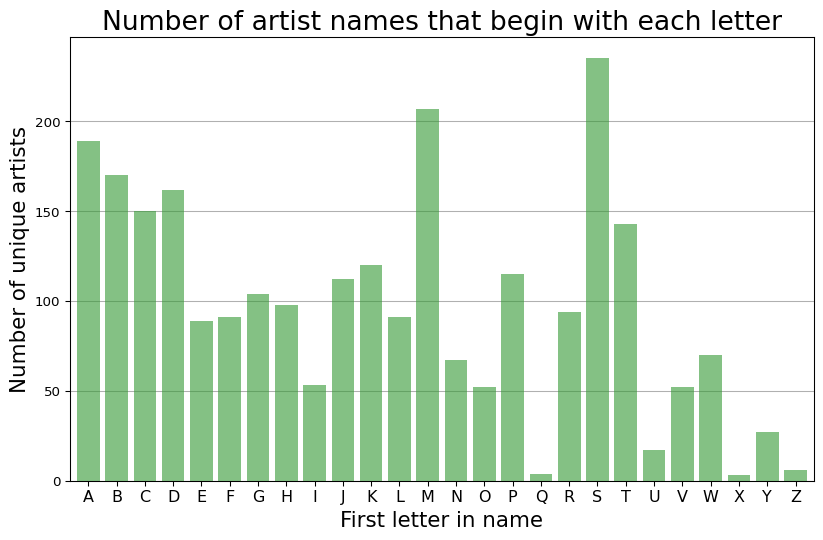 Number of artist names that begin with each letter
Number of unique artists
200
150
100
50
0
A B C D E F G H I J K L M N O P Q R S T U V W X Y Z
First letter in name